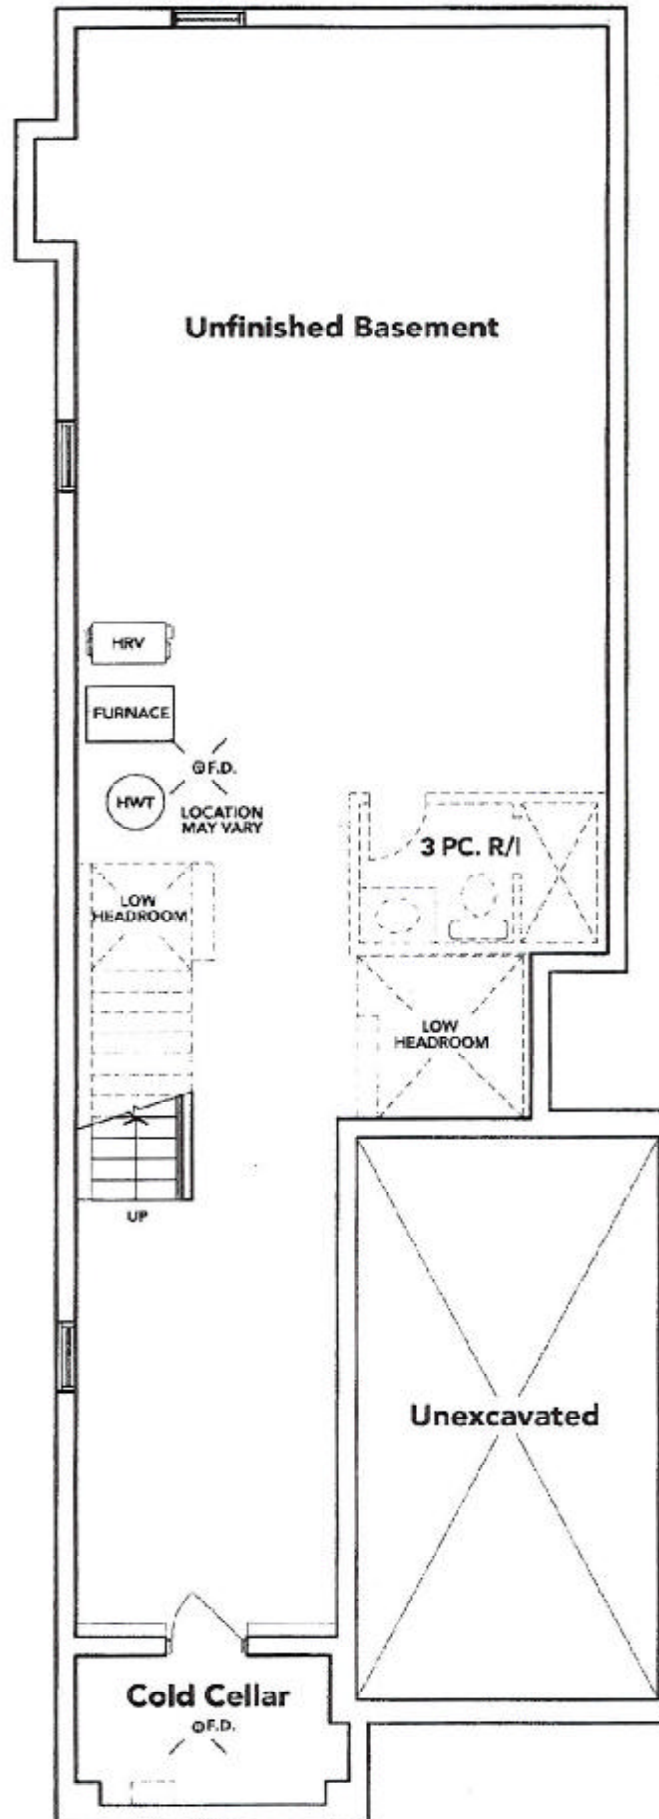 Unfinished Basement
HRV
FURNACE
F.D.
HWT
LOCATION
MAY VARY
3 PC. R/I
LOW
HEADROOM
LOW
HEADROOM
UP
Unexcavated
Cold Cellar
F.D.